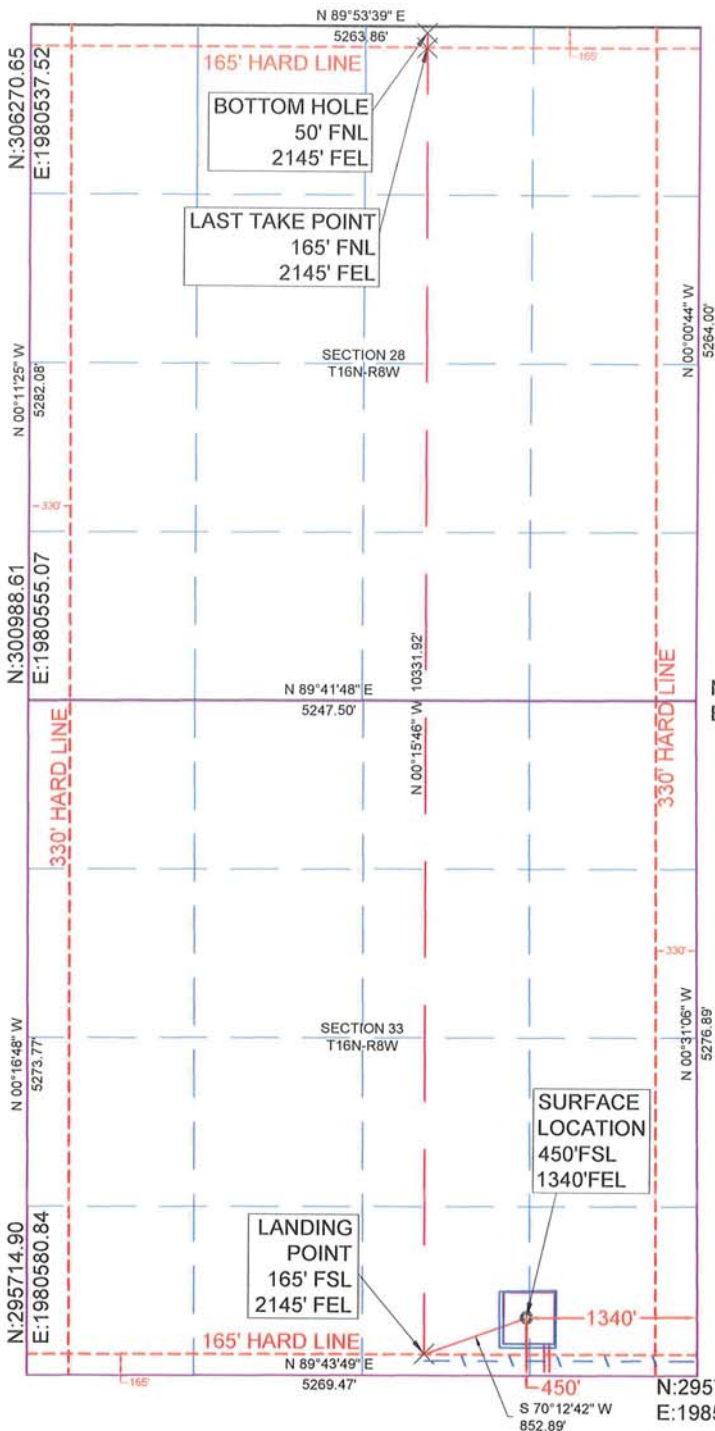 N 89°53'39" E
5263.86'
165' HARD LINE
165'
N:306270.65
E:1980537.52
BOTTOM HOLE
50' FNL
2145' FEL
LAST TAKE POINT
165' FNL
2145' FEL
SECTION 28
T16N-R8W
N 00°11'25" W
5282.08'
N 00°00'44" W
5264.00'
330'
N:300988.61
E:1980555.07
N 89°41'48" E
5247.50'
N 00°15'46" W 10331.92'
330' HARD LINE
330' HARD LINE
330'
SECTION 33
T16N-R8W
N 00°16'48" W
5273.77'
N 00°31'06" W
5276.89'
SURFACE
LOCATION
450'FSL
1340'FEL
LANDING
POINT
165' FSL
2145' FEL
N:295714.90
E:1980580.84
1340'
165' HARD LINE
N 89°43'49" E
5269.47'
165'
450'
S 70°12'42" W
852.89'
N:2957
E:1985